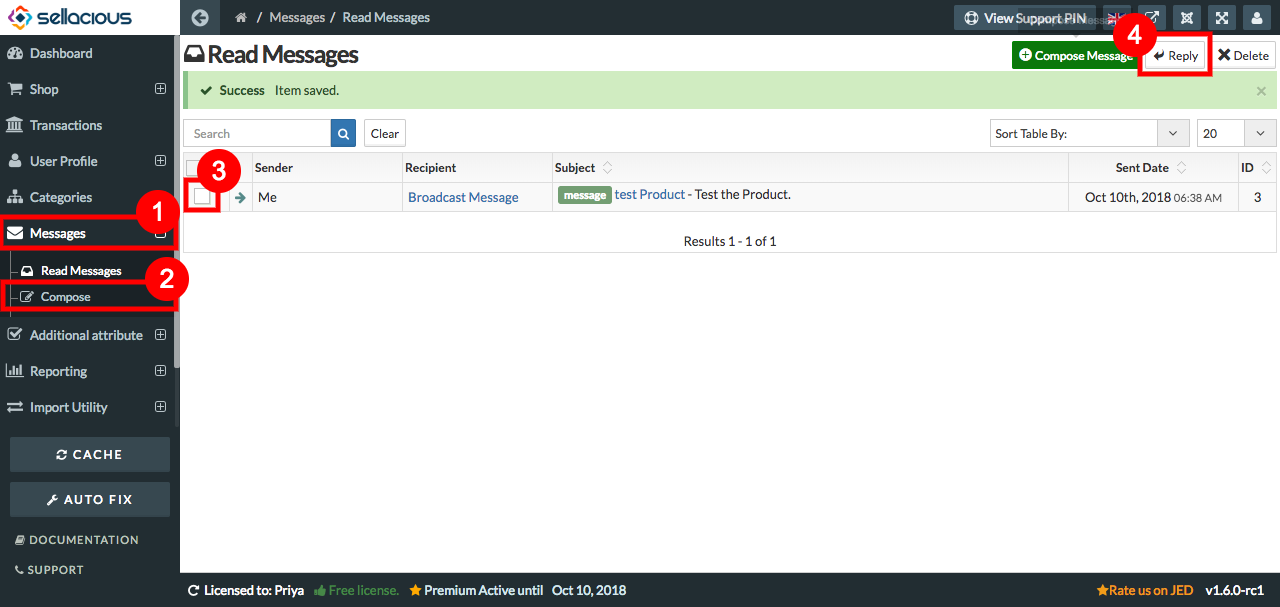 sellacious
/ Messages / Read Messages
View Support PIN
4
Dashboard
Shop
Transactions
User Profile
Categories
1
Messages
Read Messages
2
Compose
Additional attribute
Reporting
Import Utility
CACHE
AUTO FIX
DOCUMENTATION
SUPPORT
Read Messages
Compose Message
Reply
Delete
Success Item saved.
×
Search
Clear
Sort Table By:
20
3
Sender
Recipient
Subject
Sent Date
ID
Me
Broadcast Message
message test Product - Test the Product.
Oct 10th, 2018 06:38 AM
3
Results 1 - 1 of 1
Licensed to: Priya Free license. Premium Active until Oct 10, 2018
Rate us on JED v1.6.0-rc1